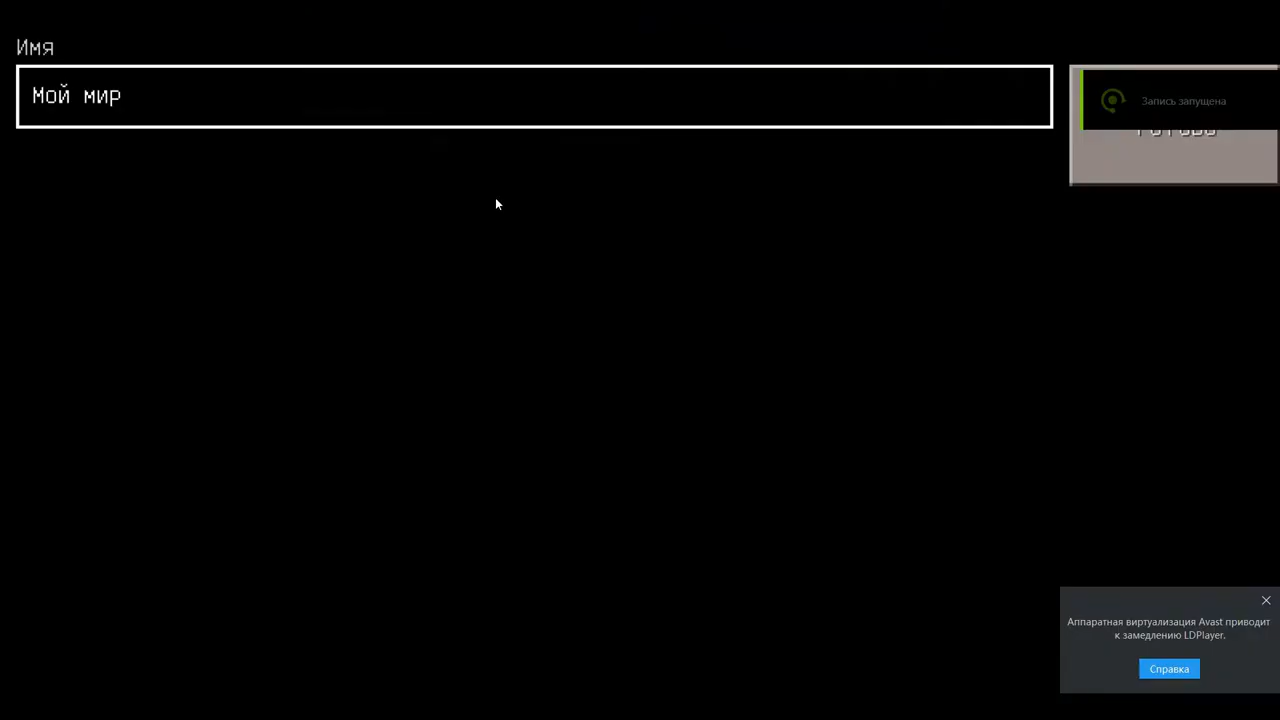 Имя
Мой мир
Запись запущена
Аппаратная виртуализация Avast приводит
к замедлению LDPlayer.
Справка